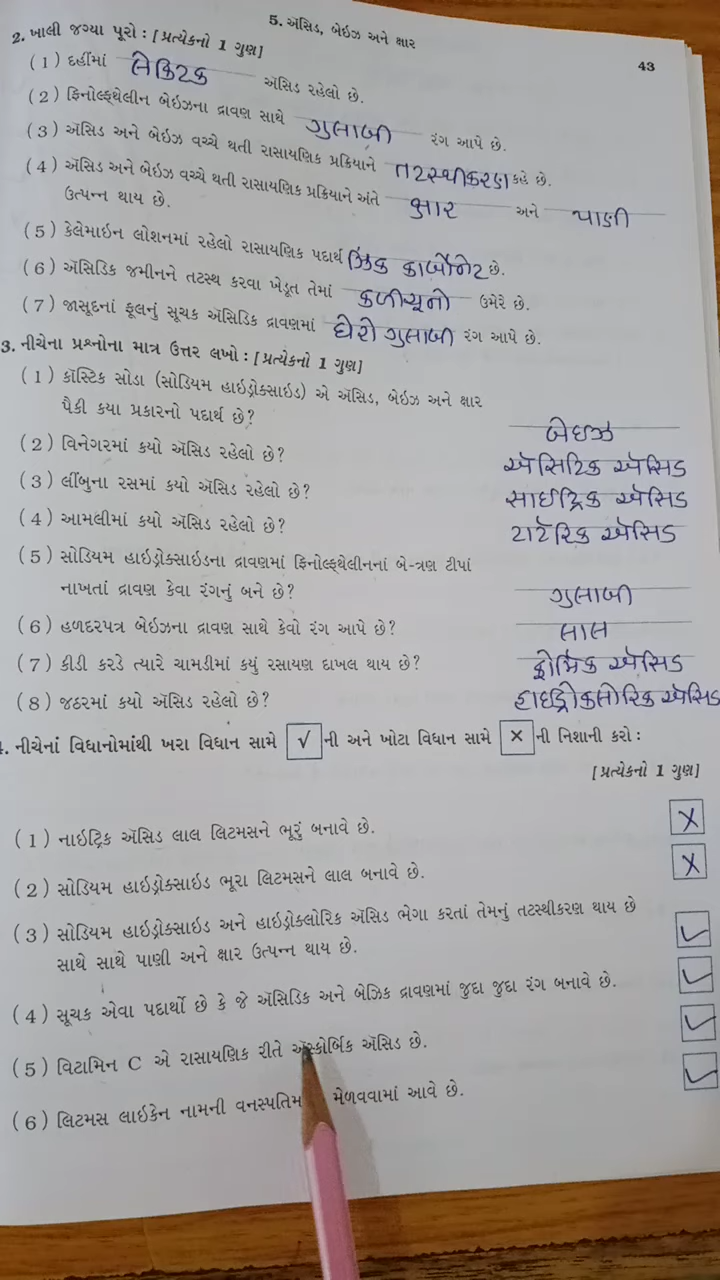 5. ઍસિડ, બેઇઝ અને ક્ષાર
43
2. ખાલી જગ્યા પૂરો : [પ્રત્યેકનો 1 ગુણ]
(1) દહીંમાં લેક્ટિક ઍસિડ રહેલો છે.
(2) ફિનોલ્ફથેલીન બેઇઝના દ્રાવણ સાથે ગુલાબી રંગ આપે છે.
(3) ઍસિડ અને બેઇઝ વચ્ચે થતી રાસાયણિક પ્રક્રિયાને તટસ્થીકરણ કહે છે.
(4) ઍસિડ અને બેઇઝ વચ્ચે થતી રાસાયણિક પ્રક્રિયાને અંતે ક્ષાર અને પાણી
ઉત્પન્ન થાય છે.
(5) કેલેમાઇન લોશનમાં રહેલો રાસાયણિક પદાર્થ ઝિંક કાર્બોનેટ છે.
(6) ઍસિડિક જમીનને તટસ્થ કરવા ખેડૂત તેમાં કળીચૂનો ઉમેરે છે.
(7) જાસૂદનાં ફૂલનું સૂચક ઍસિડિક દ્રાવણમાં ઘેરો ગુલાબી રંગ આપે છે.
3. નીચેના પ્રશ્નોના માત્ર ઉત્તર લખો : [પ્રત્યેકનો 1 ગુણ]
(1) કૉસ્ટિક સોડા (સોડિયમ હાઇડ્રોક્સાઇડ) એ ઍસિડ, બેઇઝ અને ક્ષાર
પૈકી કયા પ્રકારનો પદાર્થ છે? બેઇઝ
(2) વિનેગરમાં કયો ઍસિડ રહેલો છે? ઍસિટિક ઍસિડ
(3) લીંબુના રસમાં કયો ઍસિડ રહેલો છે? સાઇટ્રિક ઍસિડ
(4) આમલીમાં કયો ઍસિડ રહેલો છે? ટાર્ટરિક ઍસિડ
(5) સોડિયમ હાઇડ્રોક્સાઇડના દ્રાવણમાં ફિનોલ્ફથેલીનનાં બે-ત્રણ ટીપાં
નાખતાં દ્રાવણ કેવા રંગનું બને છે? ગુલાબી
(6) હળદરપત્ર બેઇઝના દ્રાવણ સાથે કેવો રંગ આપે છે? લાલ
(7) કીડી કરડે ત્યારે ચામડીમાં કયું રસાયણ દાખલ થાય છે? ફોર્મિક ઍસિડ
(8) જઠરમાં કયો ઍસિડ રહેલો છે? હાઇડ્રોક્લોરિક ઍસિડ
4. નીચેનાં વિધાનોમાંથી ખરા વિધાન સામે √ ની અને ખોટા વિધાન સામે × ની નિશાની કરો :
[પ્રત્યેકનો 1 ગુણ]
(1) નાઇટ્રિક ઍસિડ લાલ લિટમસને ભૂરું બનાવે છે. ×
(2) સોડિયમ હાઇડ્રોક્સાઇડ ભૂરા લિટમસને લાલ બનાવે છે. ×
(3) સોડિયમ હાઇડ્રોક્સાઇડ અને હાઇડ્રોક્લોરિક ઍસિડ ભેગા કરતાં તેમનું તટસ્થીકરણ થાય છે
સાથે સાથે પાણી અને ક્ષાર ઉત્પન્ન થાય છે. ✓
(4) સૂચક એવા પદાર્થો છે કે જે ઍસિડિક અને બેઝિક દ્રાવણમાં જુદા જુદા રંગ બનાવે છે. ✓
(5) વિટામિન C એ રાસાયણિક રીતે ઍસ્કોર્બિક ઍસિડ છે. ✓
(6) લિટમસ લાઇકેન નામની મેળવવામાં આવે છે. ✓